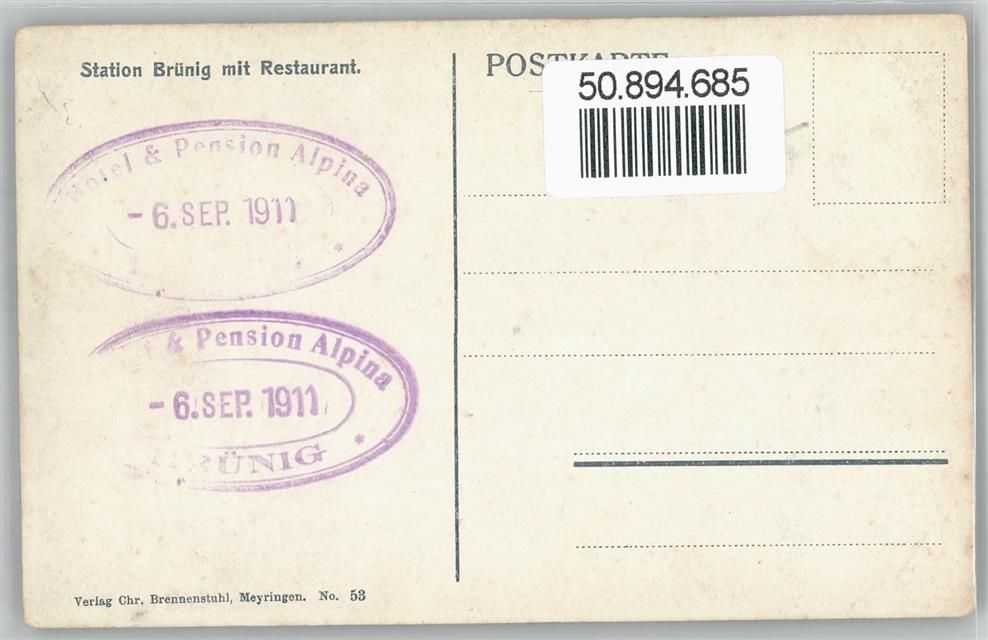 Station Brünig mit Restaurant.
POSTKARTE
50.894.685
Hotel & Pension Alpina
- 6. SEP. 1911
& Pension Alpina
- 6. SEP. 1911
BRÜNIG *
Verlag Chr. Brennenstuhl, Meyringen. No. 53